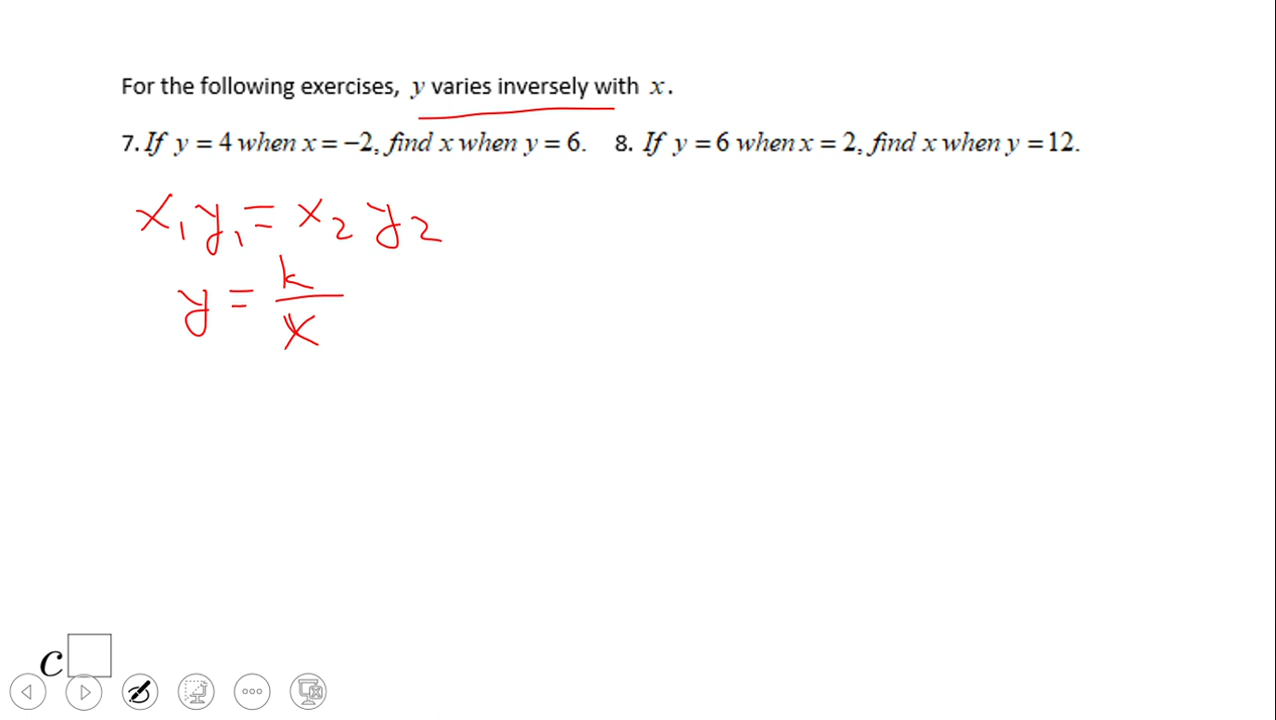 For the following exercises, y varies inversely with x.
7. If y = 4 when x = −2, find x when y = 6. 8. If y = 6 when x = 2, find x when y = 12.
x₁y₁ = x₂y₂
y = k/x
c